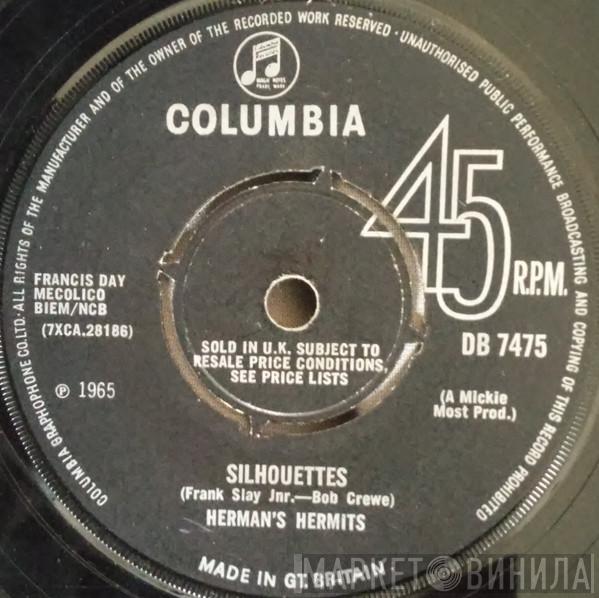 COLUMBIA GRAPHOPHONE CO.LTD. ALL RIGHTS OF THE MANUFACTURER AND OF THE OWNER OF THE RECORDED WORK RESERVED · UNAUTHORISED PUBLIC PERFORMANCE BROADCASTING AND COPYING OF THIS RECORD PROHIBITED
MAGIC NOTES
TRADE MARK
COLUMBIA
45
R.P.M.
FRANCIS DAY
MECOLICO
BIEM/NCB
(7XCA.28186)
DB 7475
SOLD IN U.K. SUBJECT TO
RESALE PRICE CONDITIONS,
SEE PRICE LISTS
℗ 1965
(A Mickie
Most Prod.)
SILHOUETTES
(Frank Slay Jnr.—Bob Crewe)
HERMAN'S HERMITS
MADE IN GT. BRITAIN
МАРКЕТ ВИНИЛА